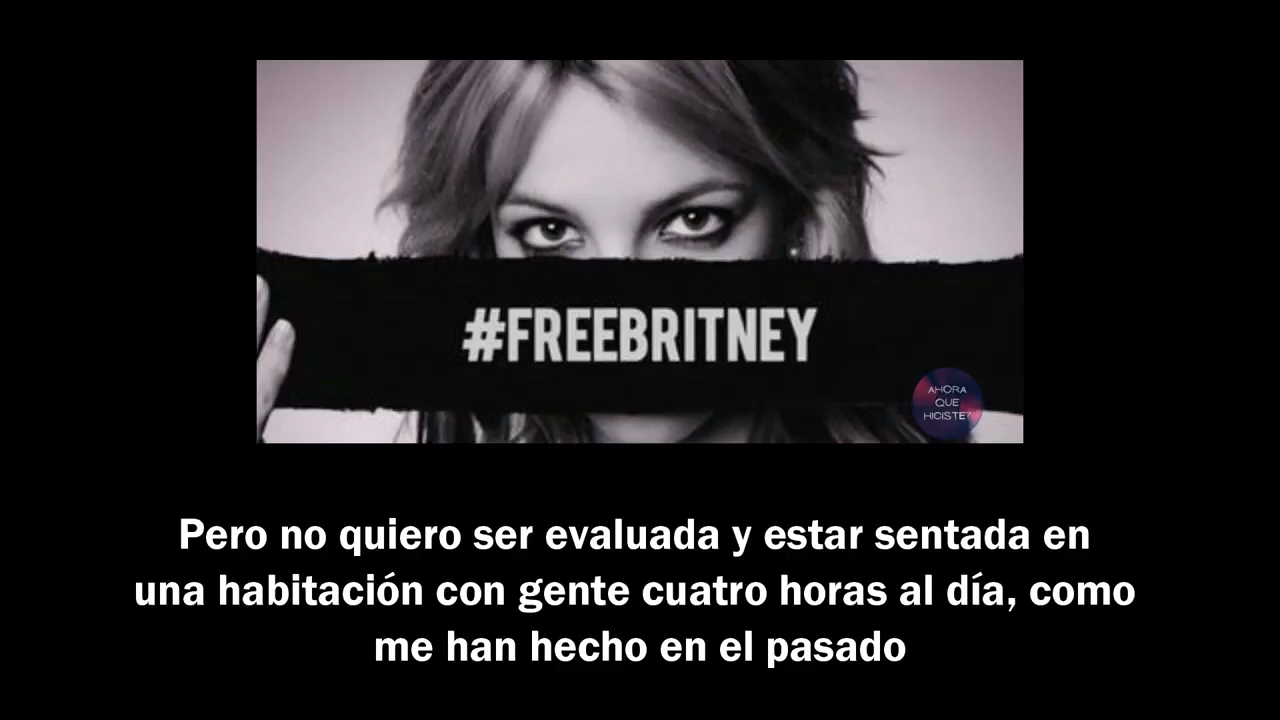 #FREEBRITNEY
AHORA
QUE
HICISTE?
Pero no quiero ser evaluada y estar sentada en
una habitación con gente cuatro horas al día, como
me han hecho en el pasado